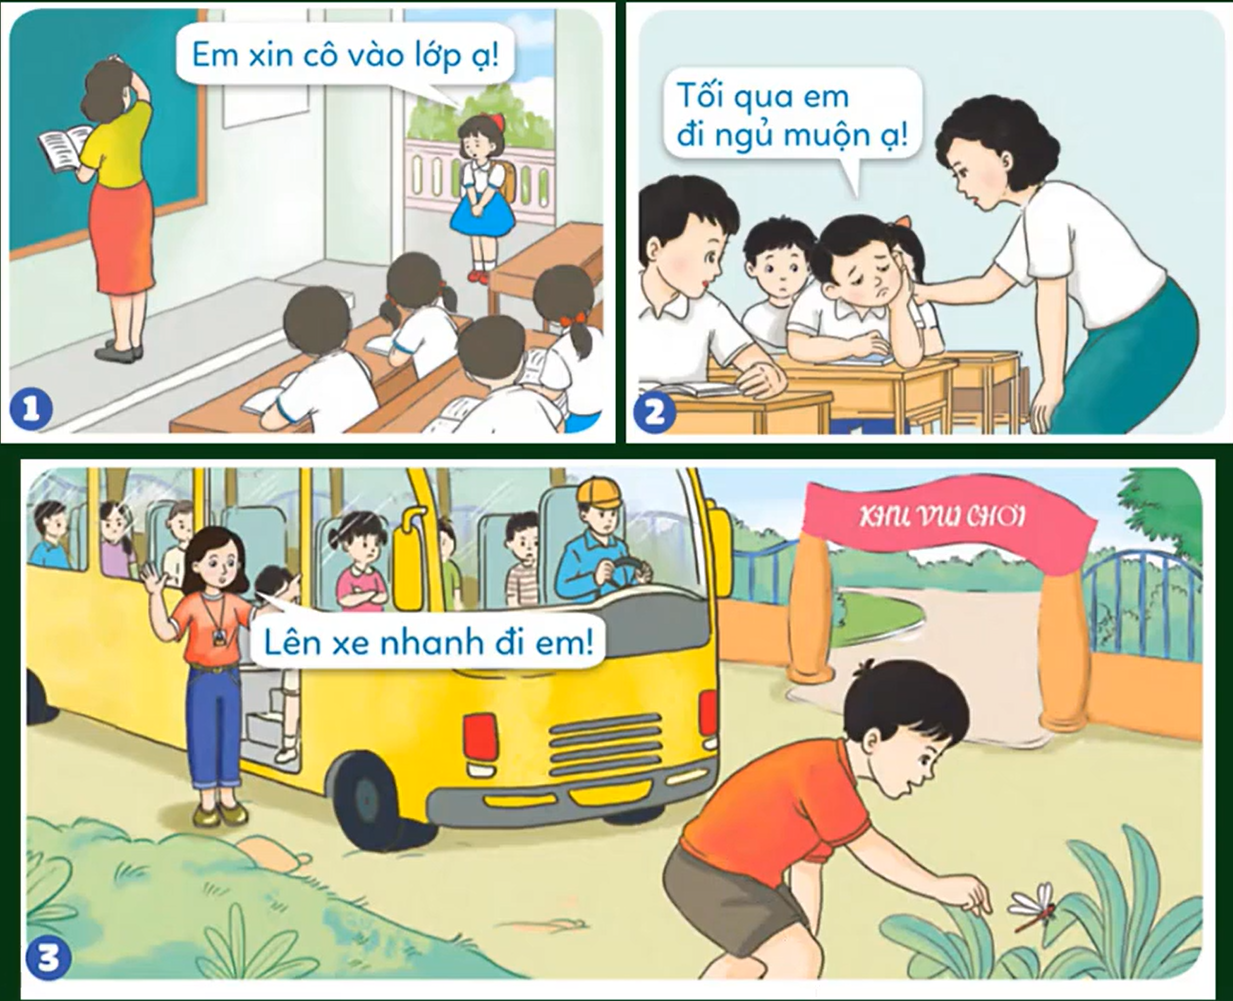 Em xin cô vào lớp ạ!
1
Tối qua em
đi ngủ muộn ạ!
2
KHU VUI CHƠI
Lên xe nhanh đi em!
3